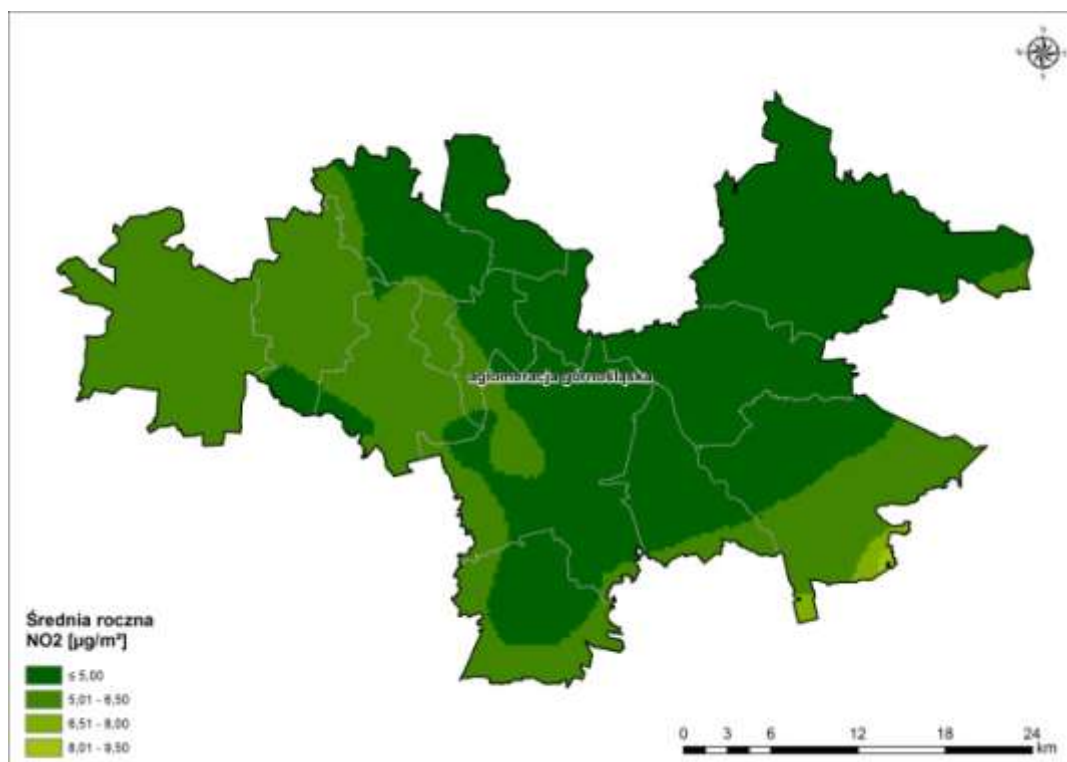 aglomeracja górnośląska
Średnia roczna
NO2 [µg/m³]
≤ 5,00
5,01 - 6,50
6,51 - 8,00
8,01 - 9,50
0 3 6 12 18 24
km